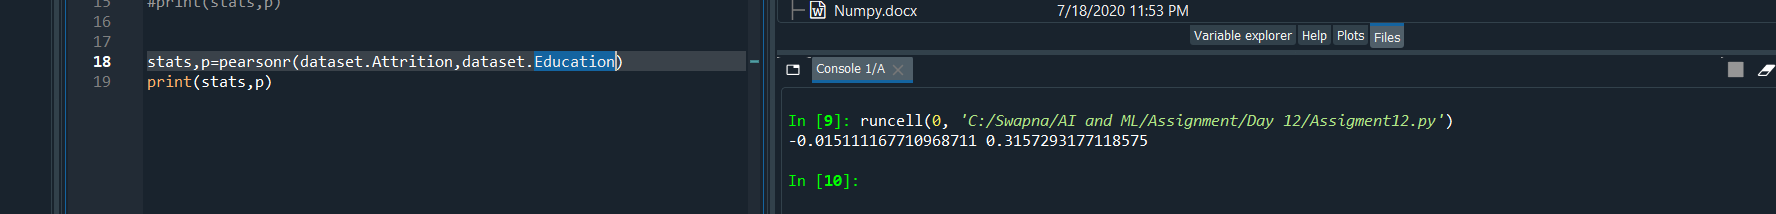 15 #print(stats,p)
16
17
18 stats,p=pearsonr(dataset.Attrition,dataset.Education)
19 print(stats,p)
Numpy.docx 7/18/2020 11:53 PM
Variable explorer Help Plots Files
Console 1/A
In [9]: runcell(0, 'C:/Swapna/AI and ML/Assignment/Day 12/Assigment12.py')
-0.015111167710968711 0.3157293177118575
In [10]: